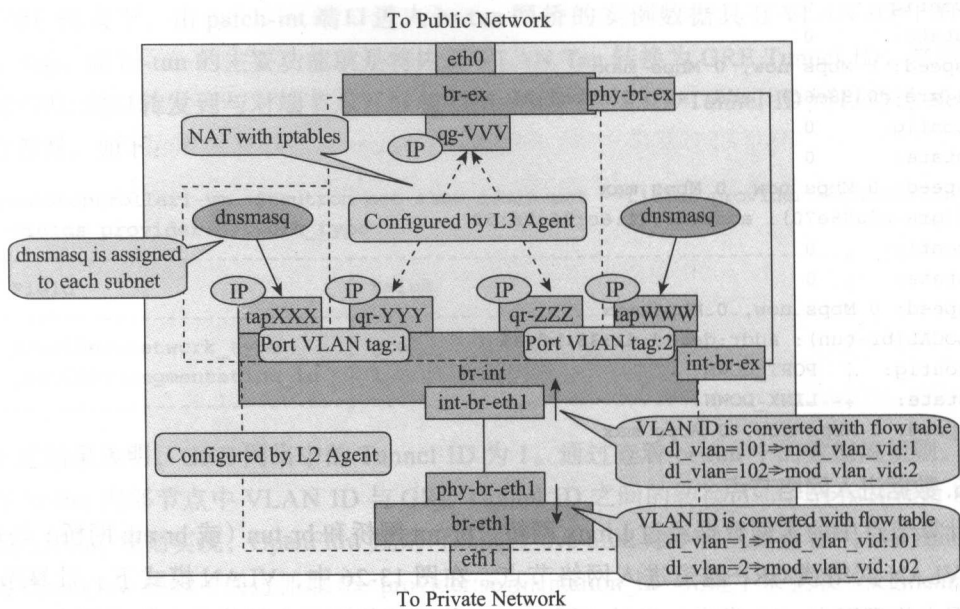 To Public Network
eth0
br-ex
phy-br-ex
qg-VVV
IP
NAT with iptables
dnsmasq
Configured by L3 Agent
dnsmasq
dnsmasq is assigned
to each subnet
IP
IP
IP
IP
tapXXX
qr-YYY
qr-ZZZ
tapWWW
Port VLAN tag:1
Port VLAN tag:2
br-int
int-br-ex
int-br-eth1
VLAN ID is converted with flow table
dl_vlan=101⇒mod_vlan_vid:1
dl_vlan=102⇒mod_vlan_vid:2
Configured by L2 Agent
phy-br-eth1
br-eth1
eth1
VLAN ID is converted with flow table
dl_vlan=1⇒mod_vlan_vid:101
dl_vlan=2⇒mod_vlan_vid:102
To Private Network